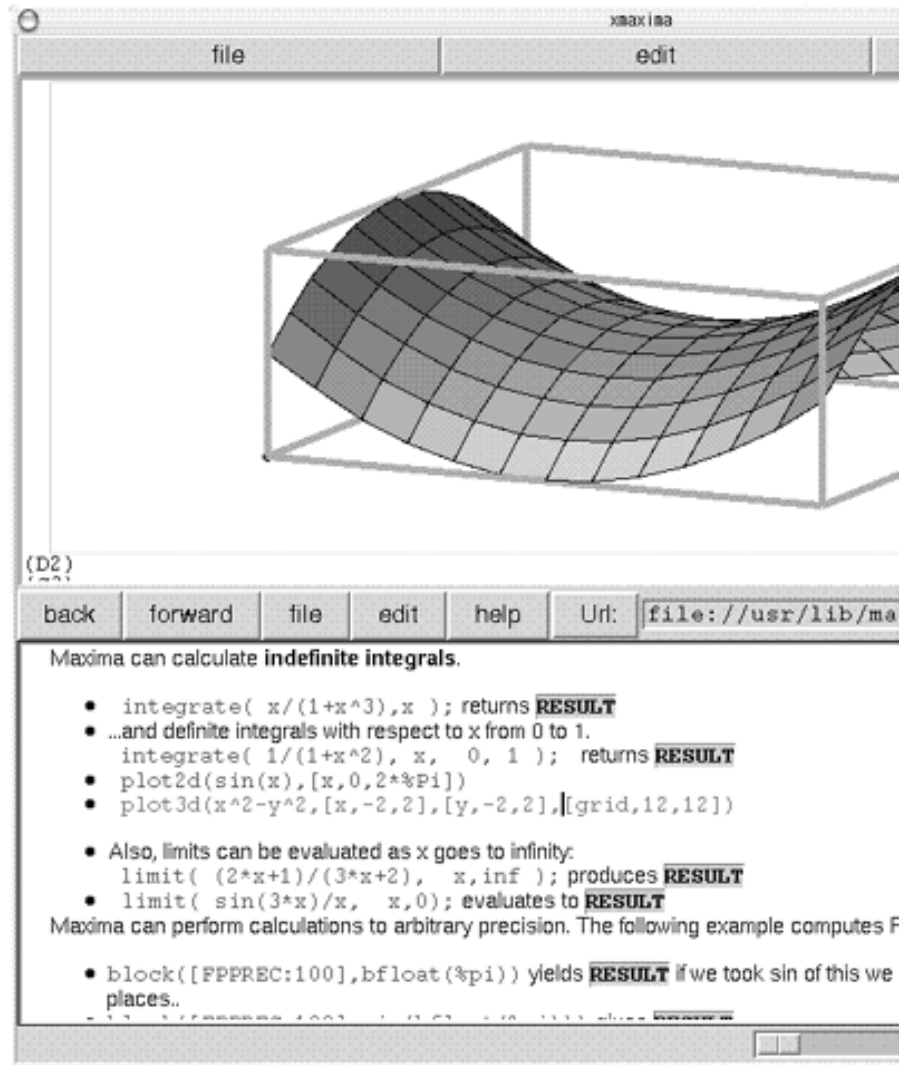 xmaxima
file edit
(D2)
back forward file edit help Url: file://usr/lib/ma
Maxima can calculate indefinite integrals.
• integrate( x/(1+x^3),x ); returns RESULT
• ...and definite integrals with respect to x from 0 to 1.
integrate( 1/(1+x^2), x, 0, 1 ); returns RESULT
• plot2d(sin(x),[x,0,2*%Pi])
• plot3d(x^2-y^2,[x,-2,2],[y,-2,2],[grid,12,12])
• Also, limits can be evaluated as x goes to infinity:
limit( (2*x+1)/(3*x+2), x,inf ); produces RESULT
• limit( sin(3*x)/x, x,0); evaluates to RESULT
Maxima can perform calculations to arbitrary precision. The following example computes
• block([FPPREC:100],bfloat(%pi)) yields RESULT if we took sin of this we
places..